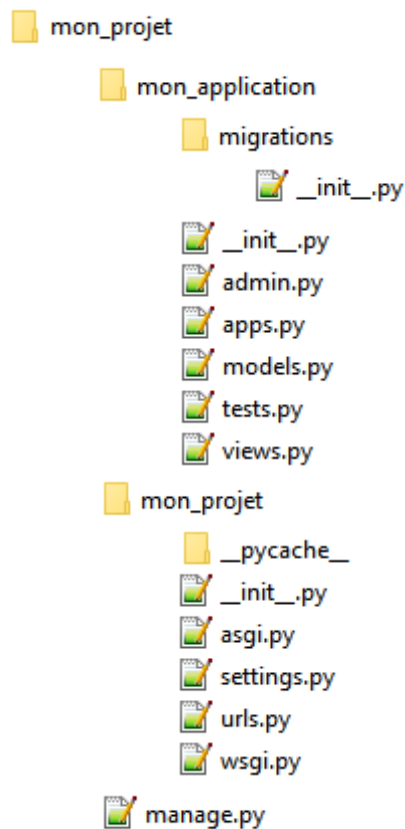 mon_projet
mon_application
migrations
__init__.py
__init__.py
admin.py
apps.py
models.py
tests.py
views.py
mon_projet
__pycache__
__init__.py
asgi.py
settings.py
urls.py
wsgi.py
manage.py